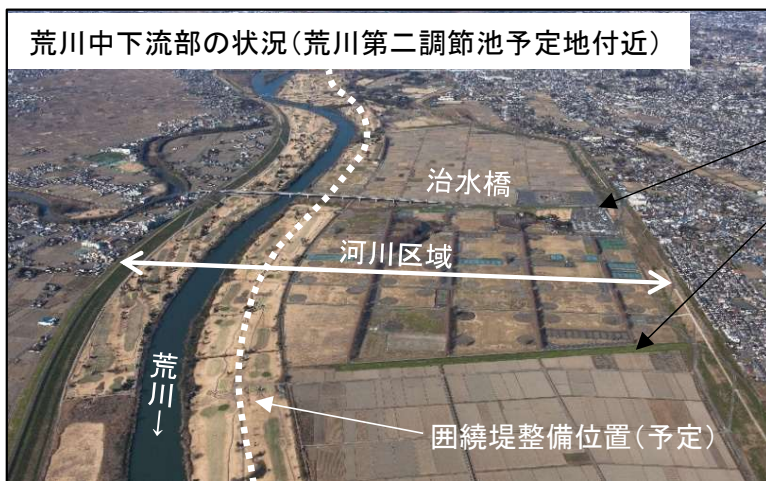 荒川中下流部の状況(荒川第二調節池予定地付近)
治水橋
河川区域
荒川→
囲繞堤整備位置(予定)